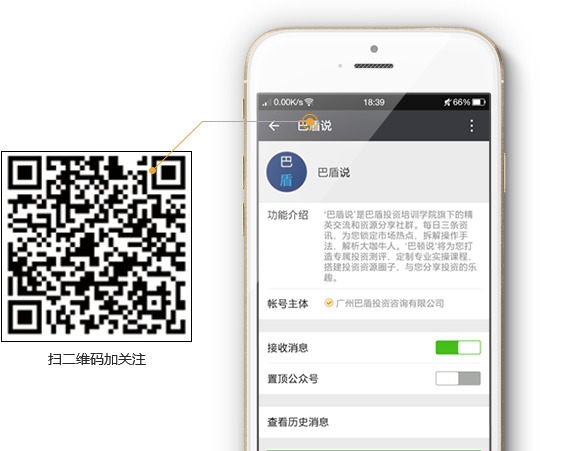 0.00K/s
18:39
66%
巴盾说
巴
盾
巴盾说
功能介绍
‘巴盾说’是巴盾投资培训学院旗下的精
英交流和资源分享社群。每日三条资
讯，为您锁定市场热点，拆解操作手
法，解析大咖牛人。‘巴顿说’将为您打
造专属投资测评，定制专业实操课程，
搭建投资资源圈子，与您分享投资的乐
趣。
帐号主体
广州巴盾投资咨询有限公司
接收消息
置顶公众号
查看历史消息
扫二维码加关注